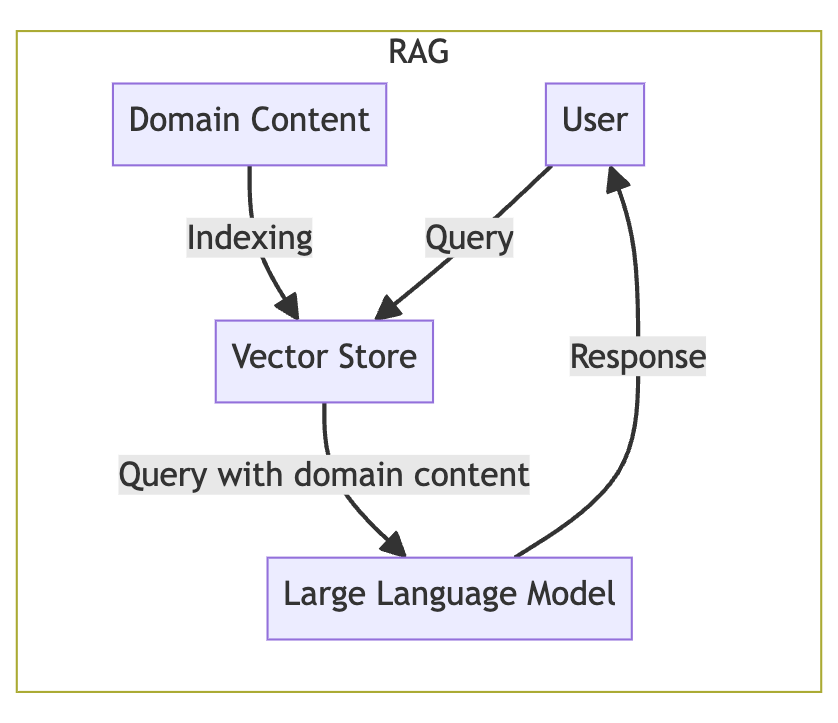 RAG
Domain Content
User
Indexing
Query
Vector Store
Response
Query with domain content
Large Language Model